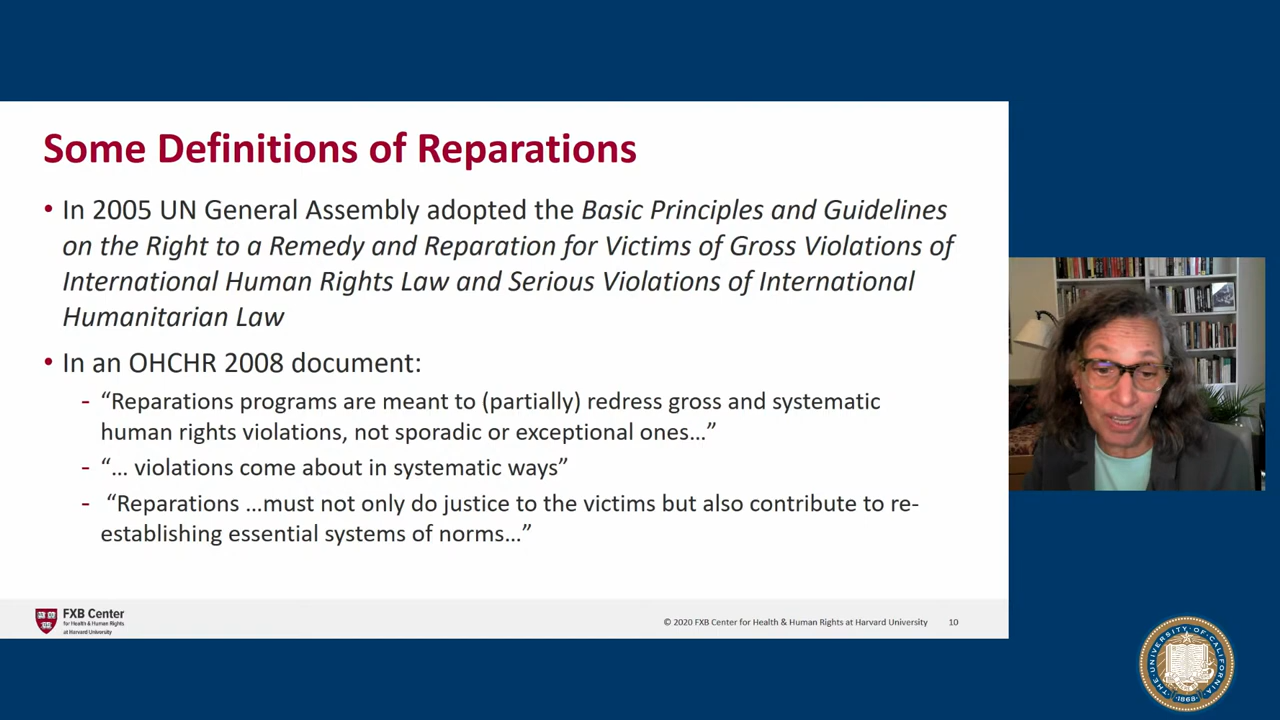 Some Definitions of Reparations
• In 2005 UN General Assembly adopted the Basic Principles and Guidelines
on the Right to a Remedy and Reparation for Victims of Gross Violations of
International Human Rights Law and Serious Violations of International
Humanitarian Law
• In an OHCHR 2008 document:
- “Reparations programs are meant to (partially) redress gross and systematic
human rights violations, not sporadic or exceptional ones…”
- “… violations come about in systematic ways”
- “Reparations …must not only do justice to the victims but also contribute to re-
establishing essential systems of norms…”
FXB Center
for Health & Human Rights
at Harvard University
© 2020 FXB Center for Health & Human Rights at Harvard University 10
THE·UNIVERSITY·OF·CALIFORNIA
1868